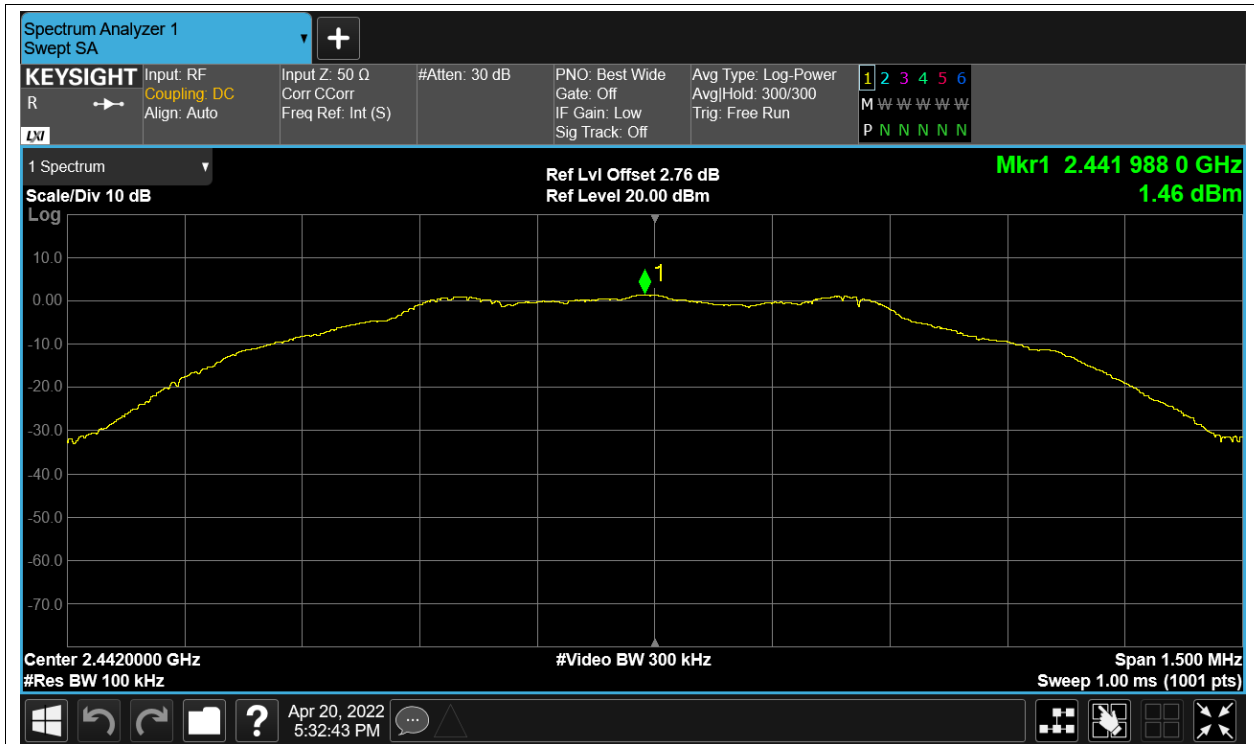 Spectrum Analyzer 1
Swept SA
+
KEYSIGHT
R
LXI
Input: RF
Coupling: DC
Align: Auto
Input Z: 50 Ω
Corr CCorr
Freq Ref: Int (S)
#Atten: 30 dB
PNO: Best Wide
Gate: Off
IF Gain: Low
Sig Track: Off
Avg Type: Log-Power
Avg|Hold: 300/300
Trig: Free Run
1 2 3 4 5 6
M W W W W W
P N N N N N
1 Spectrum
Scale/Div 10 dB
Ref Lvl Offset 2.76 dB
Ref Level 20.00 dBm
Mkr1 2.441 988 0 GHz
1.46 dBm
Log
10.0
0.00
-10.0
-20.0
-30.0
-40.0
-50.0
-60.0
-70.0
1
Center 2.4420000 GHz
#Res BW 100 kHz
#Video BW 300 kHz
Span 1.500 MHz
Sweep 1.00 ms (1001 pts)
?
Apr 20, 2022
5:32:43 PM